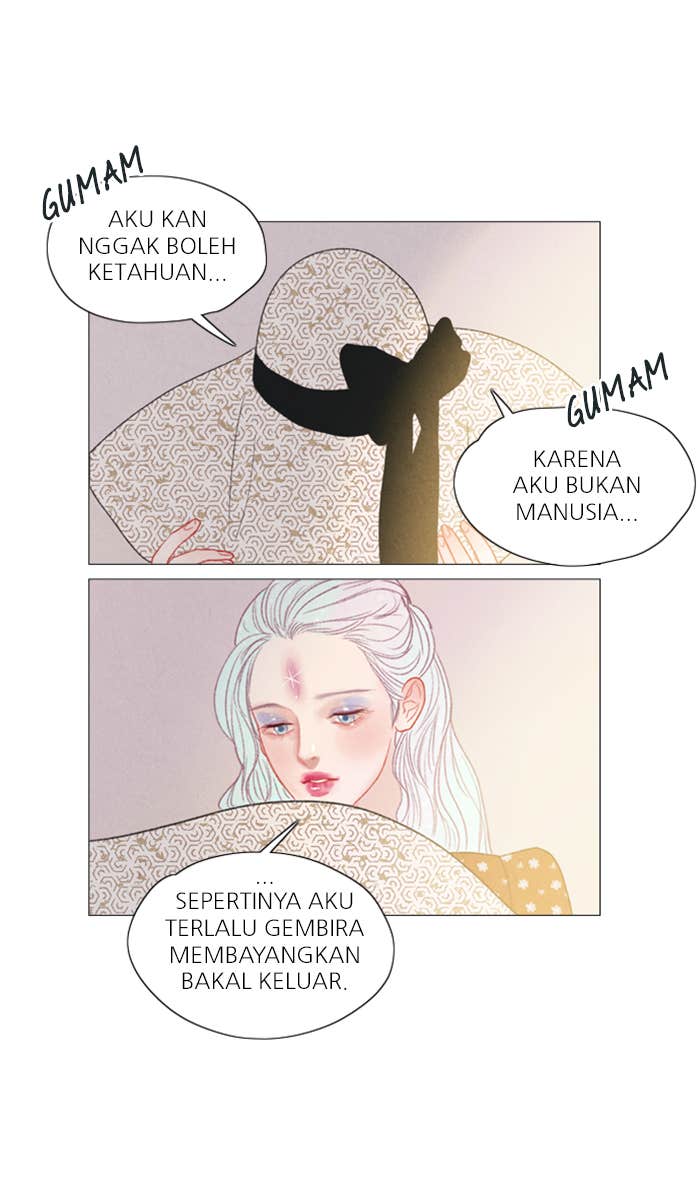 GUMAM
AKU KAN
NGGAK BOLEH
KETAHUAN...
GUMAM
KARENA
AKU BUKAN
MANUSIA...
...
SEPERTINYA AKU
TERLALU GEMBIRA
MEMBAYANGKAN
BAKAL KELUAR.